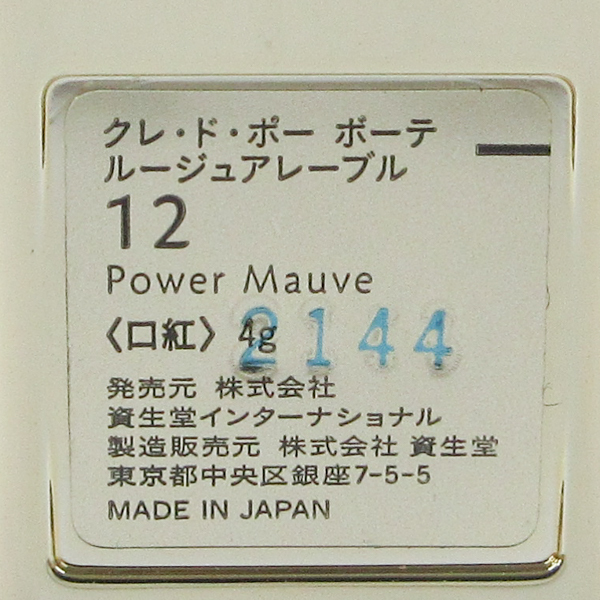 クレ・ド・ポー ボーテ
ルージュアレーブル
12
Power Mauve
〈口紅〉 4g 2144
発売元 株式会社
資生堂インターナショナル
製造販売元 株式会社 資生堂
東京都中央区銀座7-5-5
MADE IN JAPAN